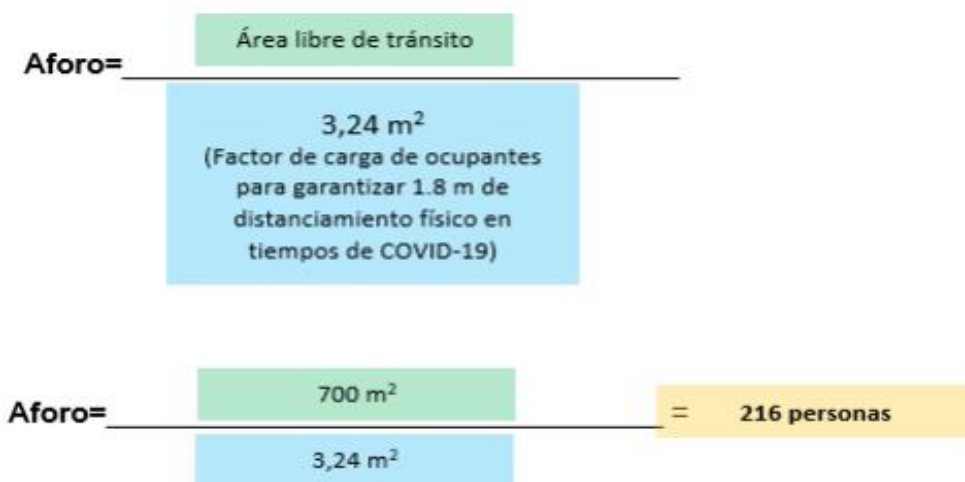 Área libre de tránsito
Aforo=
3,24 m²
(Factor de carga de ocupantes
para garantizar 1.8 m de
distanciamiento físico en
tiempos de COVID-19)
700 m²
Aforo=
= 216 personas
3,24 m²